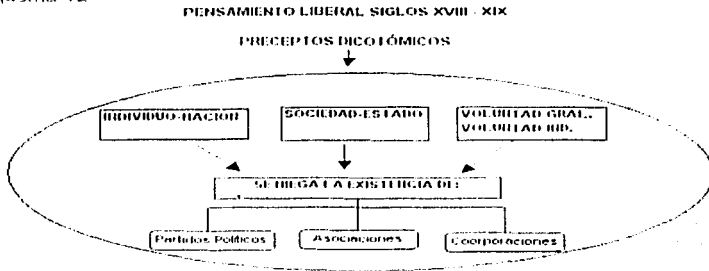 PENSAMIENTO LIBERAL SIGLOS XVIII - XIX
PRECEPTOS DICOTÓMICOS
INDIVIDUO-NACION
SOCIEDAD-ESTADO
VOLUNTAD GRAL.,
VOLUNTAD IND.
SE NIEGA LA EXISTENCIA DE:
Partidos Políticos
Asociaciones
Coorporaciones